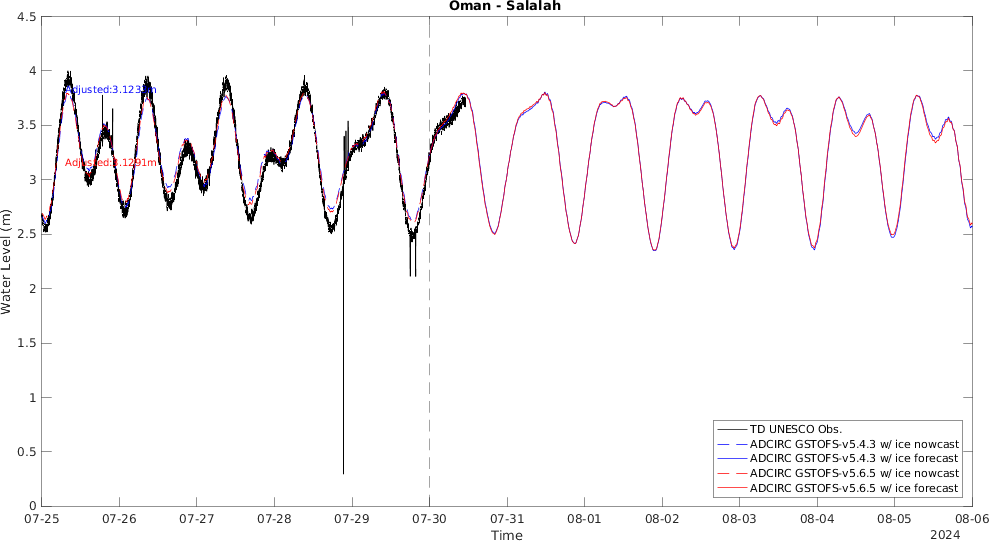 Oman - Salalah
4.5
4
3.5
3
2.5
2
1.5
1
0.5
0
Water Level (m)
Adjusted:3.1291m
07-25
07-26
07-27
07-28
07-29
07-30
07-31
08-01
08-02
08-03
08-04
08-05
08-06
Time
2024
TD UNESCO Obs.
ADCIRC GSTOFS-v5.4.3 w/ ice nowcast
ADCIRC GSTOFS-v5.4.3 w/ ice forecast
ADCIRC GSTOFS-v5.6.5 w/ ice nowcast
ADCIRC GSTOFS-v5.6.5 w/ ice forecast